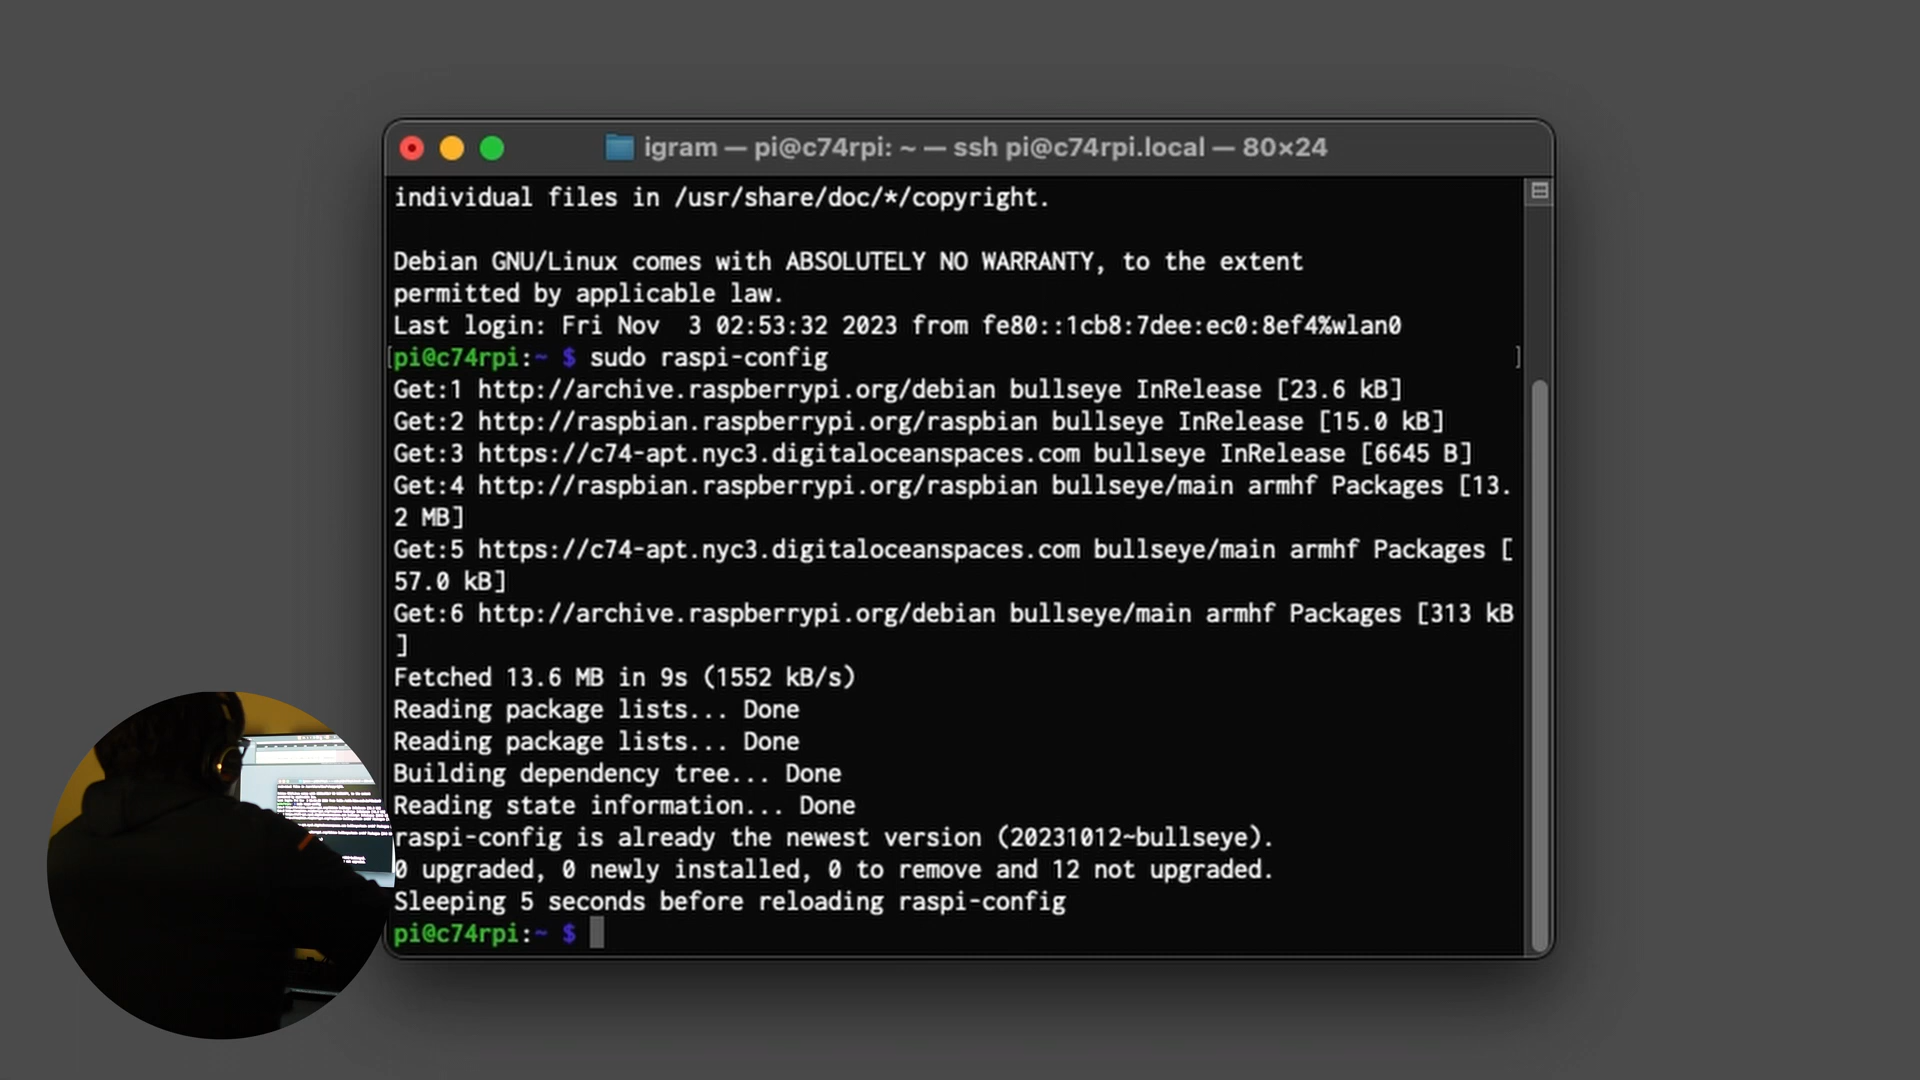 igram — pi@c74rpi: ~ — ssh pi@c74rpi.local — 80×24
individual files in /usr/share/doc/*/copyright.
Debian GNU/Linux comes with ABSOLUTELY NO WARRANTY, to the extent
permitted by applicable law.
Last login: Fri Nov  3 02:53:32 2023 from fe80::1cb8:7dee:ec0:8ef4%wlan0
[pi@c74rpi:~ $ sudo raspi-config ]
Get:1 http://archive.raspberrypi.org/debian bullseye InRelease [23.6 kB]
Get:2 http://raspbian.raspberrypi.org/raspbian bullseye InRelease [15.0 kB]
Get:3 https://c74-apt.nyc3.digitaloceanspaces.com bullseye InRelease [6645 B]
Get:4 http://raspbian.raspberrypi.org/raspbian bullseye/main armhf Packages [13.
2 MB]
Get:5 https://c74-apt.nyc3.digitaloceanspaces.com bullseye/main armhf Packages [
57.0 kB]
Get:6 http://archive.raspberrypi.org/debian bullseye/main armhf Packages [313 kB
]
Fetched 13.6 MB in 9s (1552 kB/s)
Reading package lists... Done
Reading package lists... Done
Building dependency tree... Done
Reading state information... Done
raspi-config is already the newest version (20231012~bullseye).
0 upgraded, 0 newly installed, 0 to remove and 12 not upgraded.
Sleeping 5 seconds before reloading raspi-config
pi@c74rpi:~ $